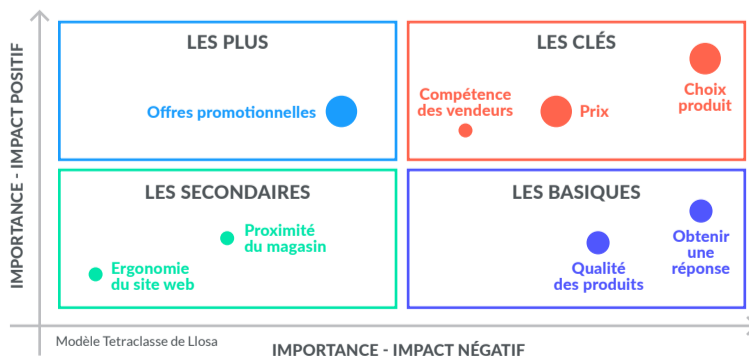 IMPORTANCE - IMPACT POSITIF
LES PLUS
Offres promotionnelles
LES CLÉS
Compétence
des vendeurs
Prix
Choix
produit
LES SECONDAIRES
Proximité
du magasin
Ergonomie
du site web
LES BASIQUES
Qualité
des produits
Obtenir
une
réponse
Modèle Tetraclasse de Llosa
IMPORTANCE - IMPACT NÉGATIF